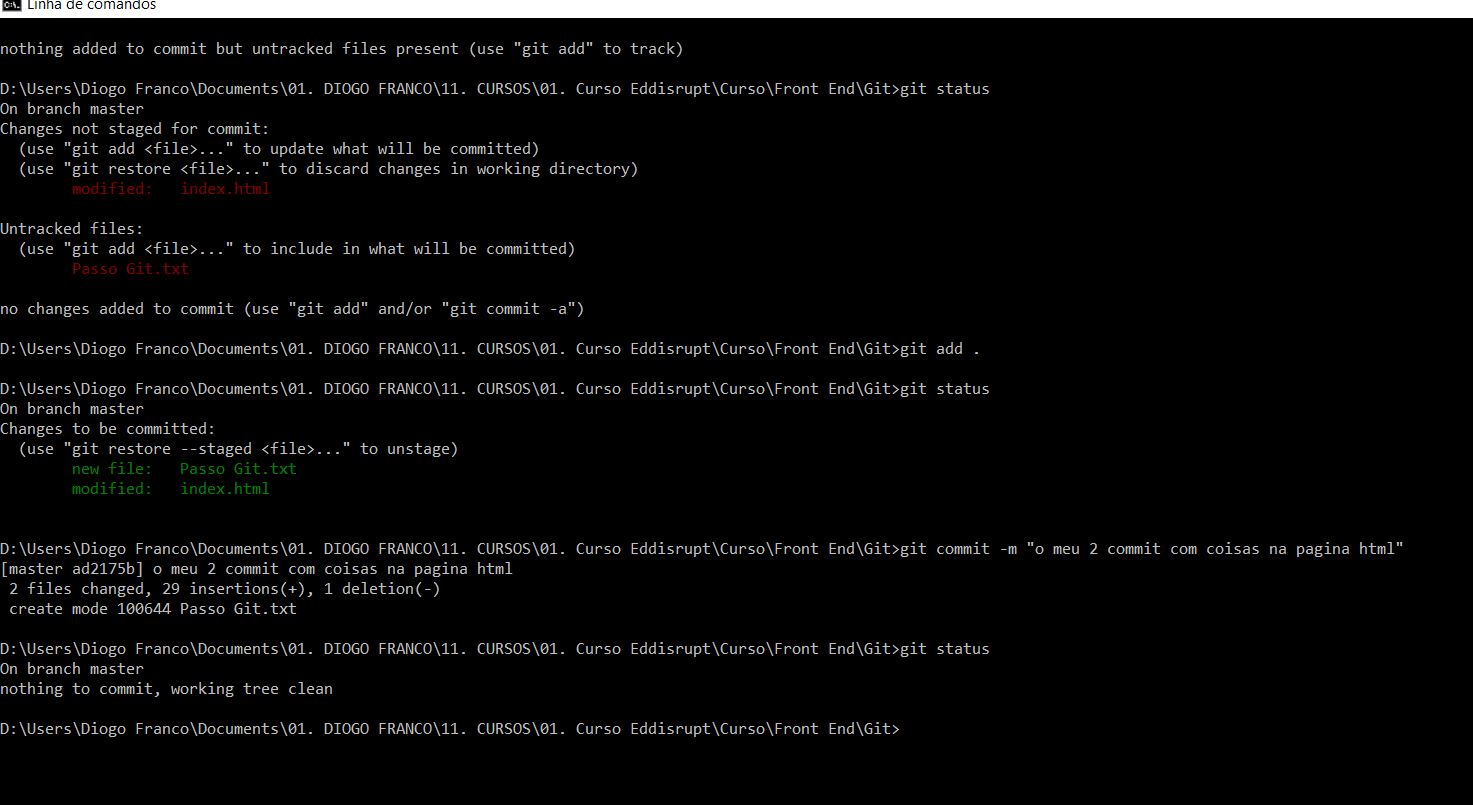 Linha de comandos
nothing added to commit but untracked files present (use "git add" to track)
D:\Users\Diogo Franco\Documents\01. DIOGO FRANCO\11. CURSOS\01. Curso Eddisrupt\Curso\Front End\Git>git status
On branch master
Changes not staged for commit:
  (use "git add <file>..." to update what will be committed)
  (use "git restore <file>..." to discard changes in working directory)
        modified:   index.html
Untracked files:
  (use "git add <file>..." to include in what will be committed)
        Passo Git.txt
no changes added to commit (use "git add" and/or "git commit -a")
D:\Users\Diogo Franco\Documents\01. DIOGO FRANCO\11. CURSOS\01. Curso Eddisrupt\Curso\Front End\Git>git add .
D:\Users\Diogo Franco\Documents\01. DIOGO FRANCO\11. CURSOS\01. Curso Eddisrupt\Curso\Front End\Git>git status
On branch master
Changes to be committed:
  (use "git restore --staged <file>..." to unstage)
        new file:   Passo Git.txt
        modified:   index.html
D:\Users\Diogo Franco\Documents\01. DIOGO FRANCO\11. CURSOS\01. Curso Eddisrupt\Curso\Front End\Git>git commit -m "o meu 2 commit com coisas na pagina html"
[master ad2175b] o meu 2 commit com coisas na pagina html
 2 files changed, 29 insertions(+), 1 deletion(-)
 create mode 100644 Passo Git.txt
D:\Users\Diogo Franco\Documents\01. DIOGO FRANCO\11. CURSOS\01. Curso Eddisrupt\Curso\Front End\Git>git status
On branch master
nothing to commit, working tree clean
D:\Users\Diogo Franco\Documents\01. DIOGO FRANCO\11. CURSOS\01. Curso Eddisrupt\Curso\Front End\Git>